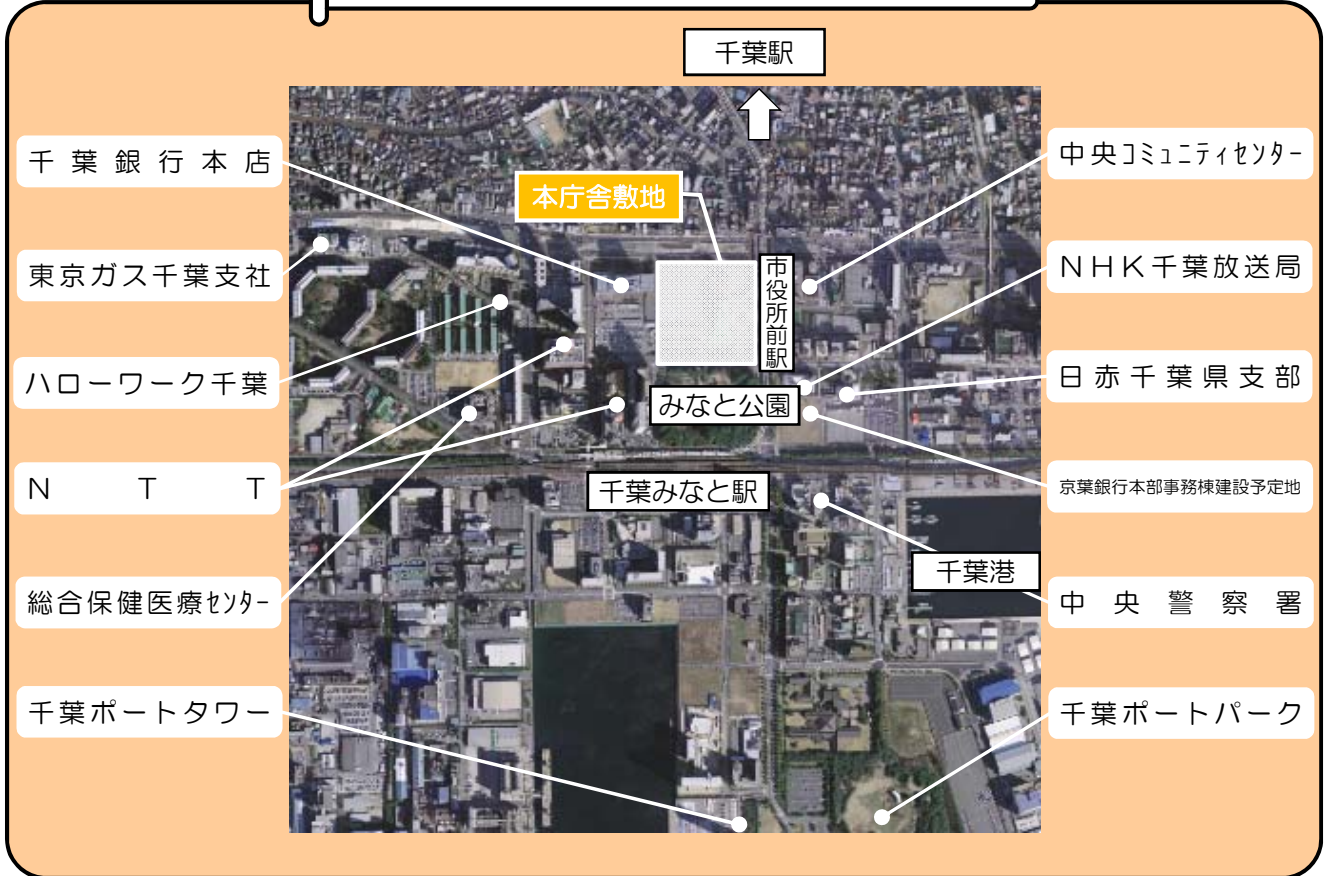 千葉駅
千葉銀行本店
本庁舎敷地
中央コミュニティセンター
東京ガス千葉支社
市役所前駅
NHK千葉放送局
ハローワーク千葉
みなと公園
日赤千葉県支部
NTT
千葉みなと駅
京葉銀行本部事務棟建設予定地
千葉港
総合保健医療センター
中央警察署
千葉ポートタワー
千葉ポートパーク